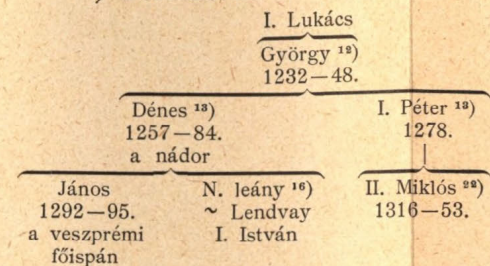 I. Lukács
György ¹²)
1232—48.
Dénes ¹³)
1257—84.
a nádor
I. Péter ¹³)
1278.
János
1292—95.
a veszprémi
főispán
N. leány ¹⁶)
~ Lendvay
I. István
II. Miklós ²²)
1316—53.